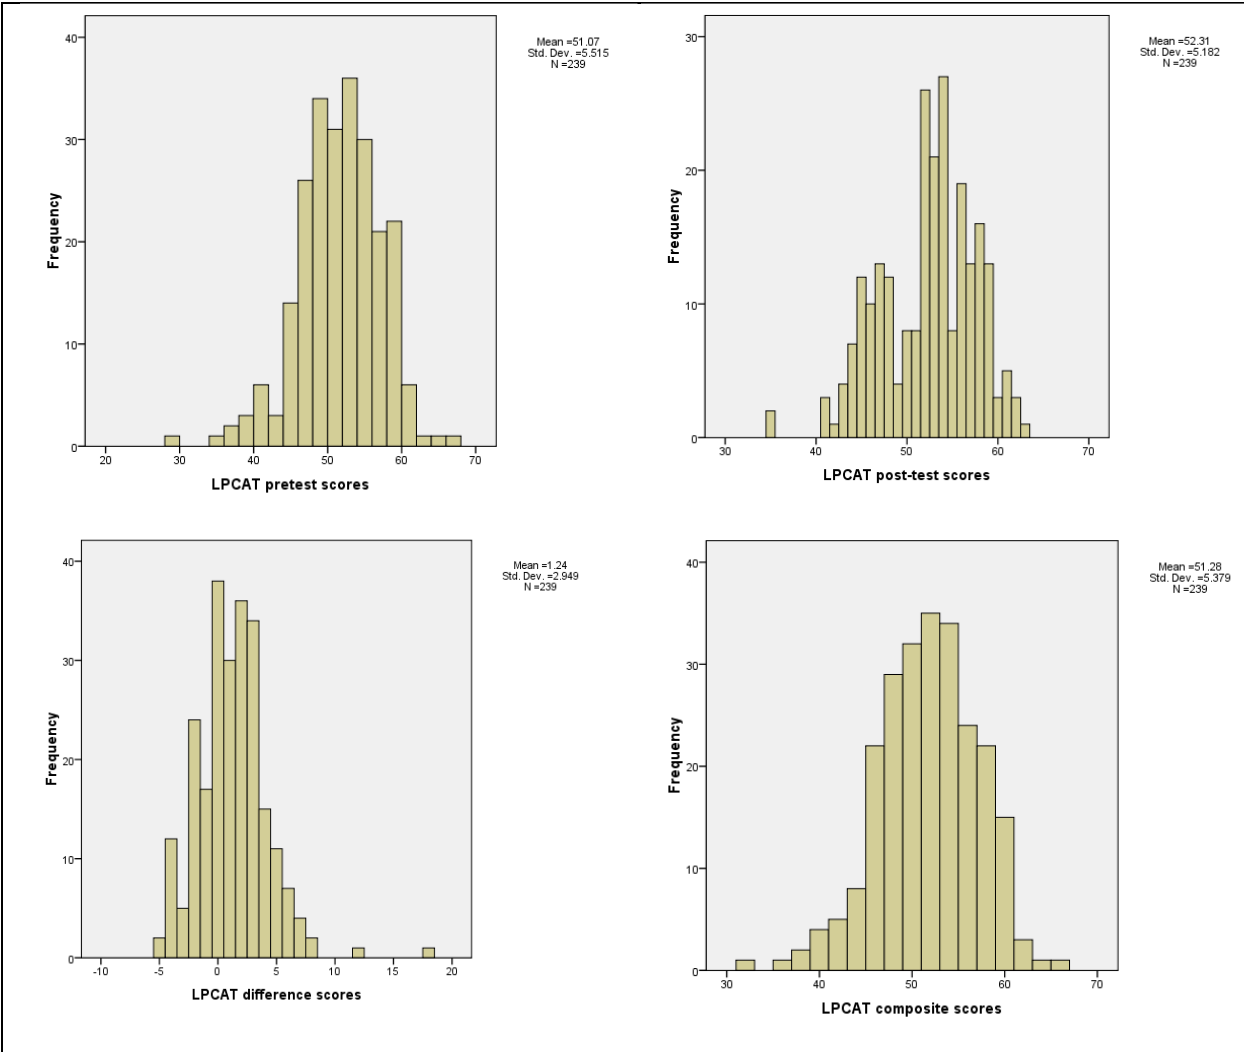 Mean =51.07
Std. Dev. =5.515
N =239
40
30
20
10
0
Frequency
20 30 40 50 60 70
LPCAT pretest scores
Mean =52.31
Std. Dev. =5.182
N =239
30
20
10
0
Frequency
30 40 50 60 70
LPCAT post-test scores
Mean =1.24
Std. Dev. =2.949
N =239
40
30
20
10
0
Frequency
-10 -5 0 5 10 15 20
LPCAT difference scores
Mean =51.28
Std. Dev. =5.379
N =239
40
30
20
10
0
Frequency
30 40 50 60 70
LPCAT composite scores